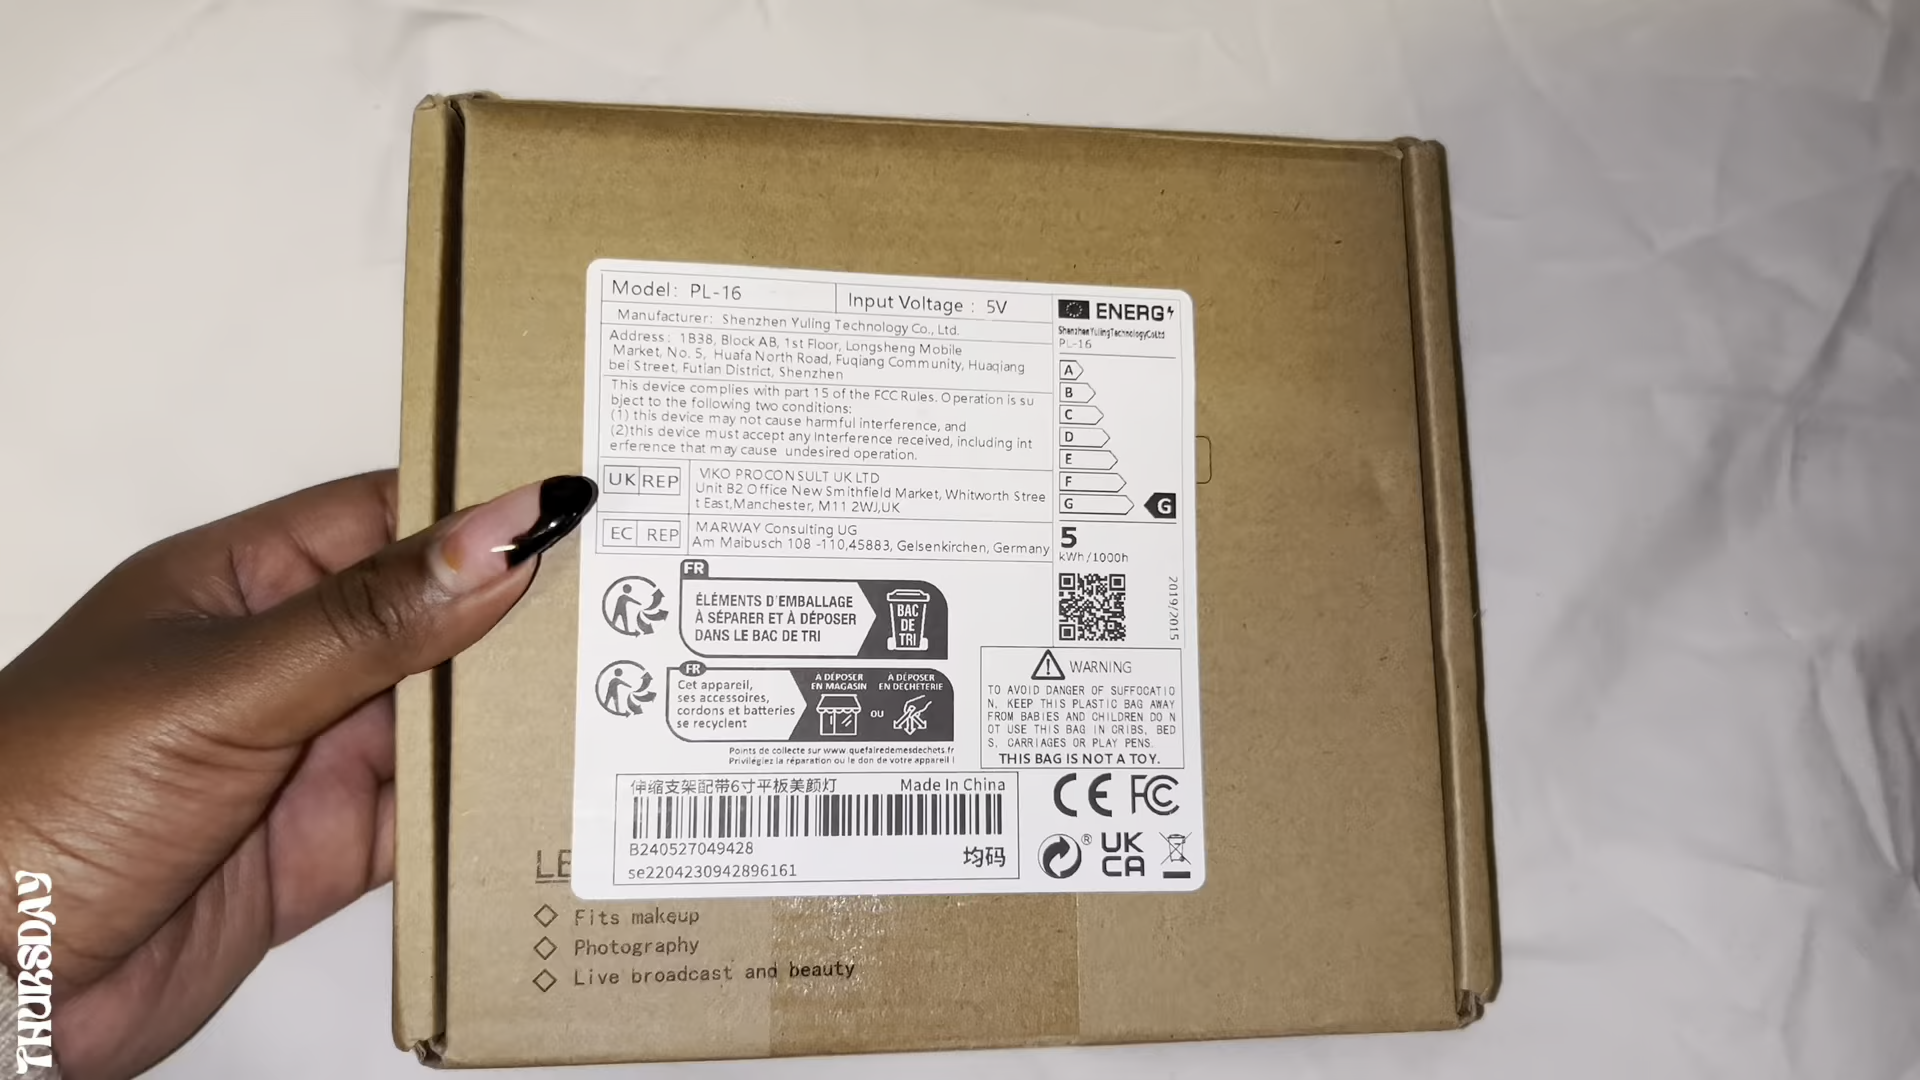 Model: PL-16
Input Voltage : 5V
Manufacturer: Shenzhen Yuling Technology Co., Ltd.
Address: 1B38, Block AB, 1st Floor, Longsheng Mobile
Market, No. 5, Huafa North Road, Fuqiang Community, Huaqiang
bei Street, Futian District, Shenzhen
This device complies with part 15 of the FCC Rules. Operation is su
bject to the following two conditions:
(1) this device may not cause harmful interference, and
(2)this device must accept any Interference received, including int
erference that may cause undesired operation.
UK REP
VIKO PROCONSULT UK LTD
Unit B2 Office New Smithfield Market, Whitworth Stree
t East,Manchester, M11 2WJ,UK
EC REP
MARWAY Consulting UG
Am Maibusch 108 -110,45883, Gelsenkirchen, Germany
ENERG
ShenzhenYulingTechnologyCo.Ltd
PL-16
A
B
C
D
E
F
G
G
5
kWh/1000h
2019/2015
FR
ÉLÉMENTS D'EMBALLAGE
À SÉPARER ET À DÉPOSER
DANS LE BAC DE TRI
BAC
DE
TRI
FR
Cet appareil,
ses accessoires,
cordons et batteries
se recyclent
A DÉPOSER
EN MAGASIN
OU
A DÉPOSER
EN DÉCHÈTERIE
Points de collecte sur www.quefairedemesdechets.fr
Privilégiez la réparation ou le don de votre appareil !
WARNING
TO AVOID DANGER OF SUFFOCATIO
N, KEEP THIS PLASTIC BAG AWAY
FROM BABIES AND CHILDREN DO N
OT USE THIS BAG IN CRIBS, BED
S, CARRIAGES OR PLAY PENS.
THIS BAG IS NOT A TOY.
伸缩支架配带6寸平板美颜灯
Made In China
B240527049428
se2204230942896161
均码
CE FC
®
UK
CA
LE
Fits makeup
Photography
Live broadcast and beauty
THURSDAY